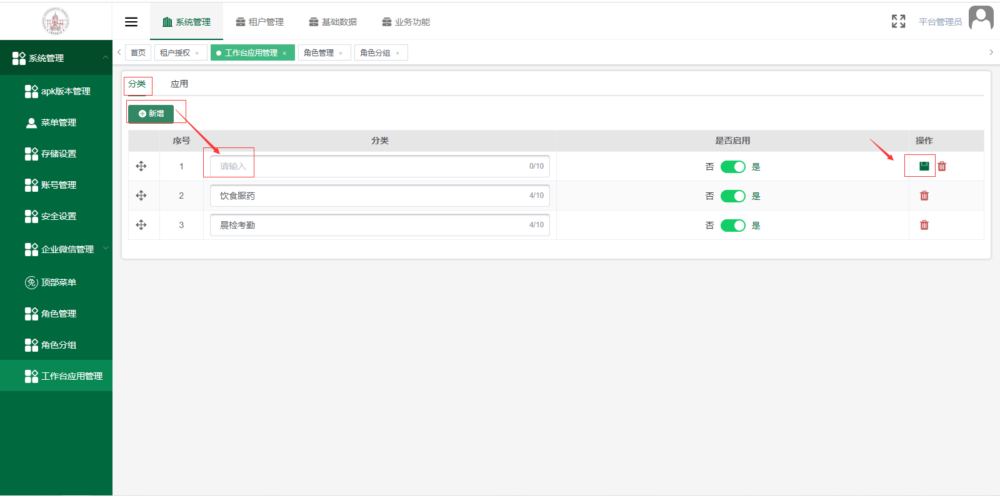 系统管理
租户管理
基础数据
业务功能
平台管理员
系统管理
apk版本管理
菜单管理
存储设置
账号管理
安全设置
企业微信管理
免 顶部菜单
角色管理
角色分组
工作台应用管理
首页
租户授权 ×
工作台应用管理 ×
角色管理 ×
角色分组 ×
分类 应用
新增
序号 分类 是否启用 操作
1 请输入 0/10 否 是
2 饮食服药 4/10 否 是
3 晨检考勤 4/10 否 是